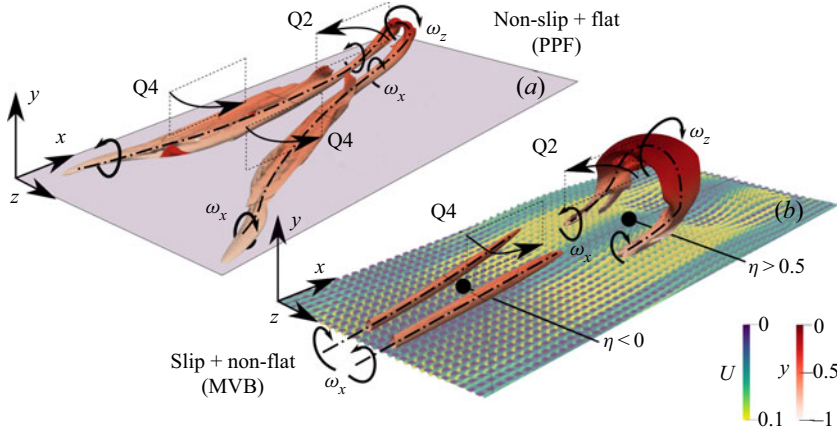 Q2
Non-slip + flat
(PPF)
ω_z
(a)
Q4
ω_x
y
x
z
Q4
ω_x
y
x
z
Q4
Q2
ω_z
(b)
ω_x
η > 0.5
η < 0
Slip + non-flat
(MVB)
ω_x
U
0
0.1
y
0
–0.5
–1